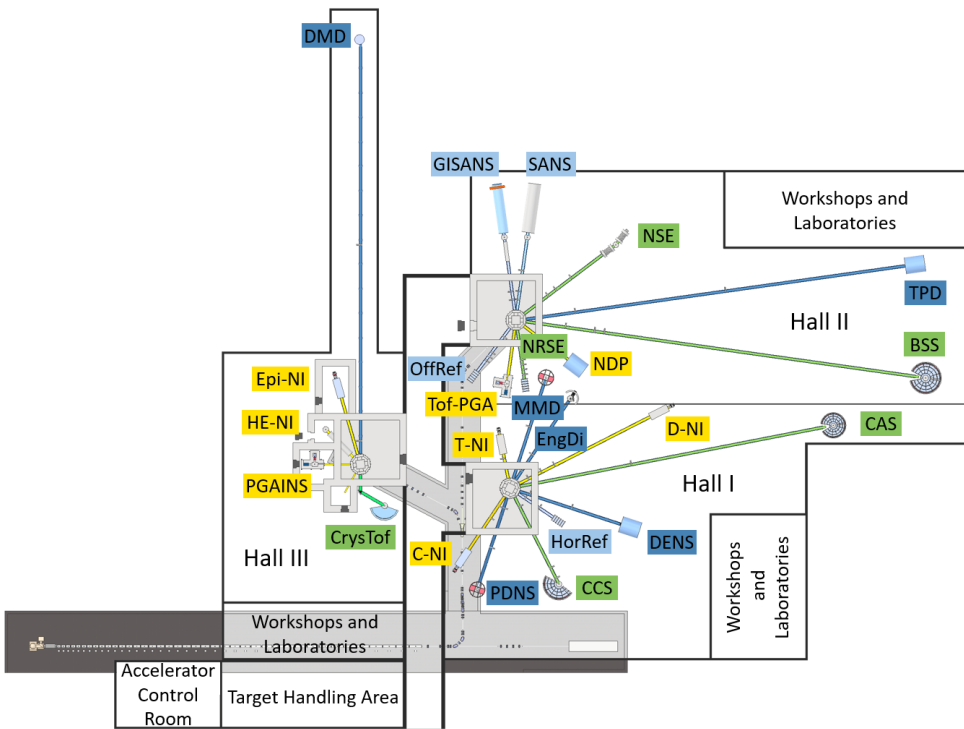 DMD
GISANS
SANS
Workshops and
Laboratories
NSE
TPD
Hall II
BSS
NRSE
NDP
OffRef
Epi-NI
Tof-PGA
MMD
HE-NI
T-NI
EngDi
D-NI
CAS
PGAINS
Hall I
CrysTof
HorRef
DENS
C-NI
Hall III
PDNS
CCS
Workshops
and
Laboratories
Workshops and
Laboratories
Accelerator
Control
Room
Target Handling Area